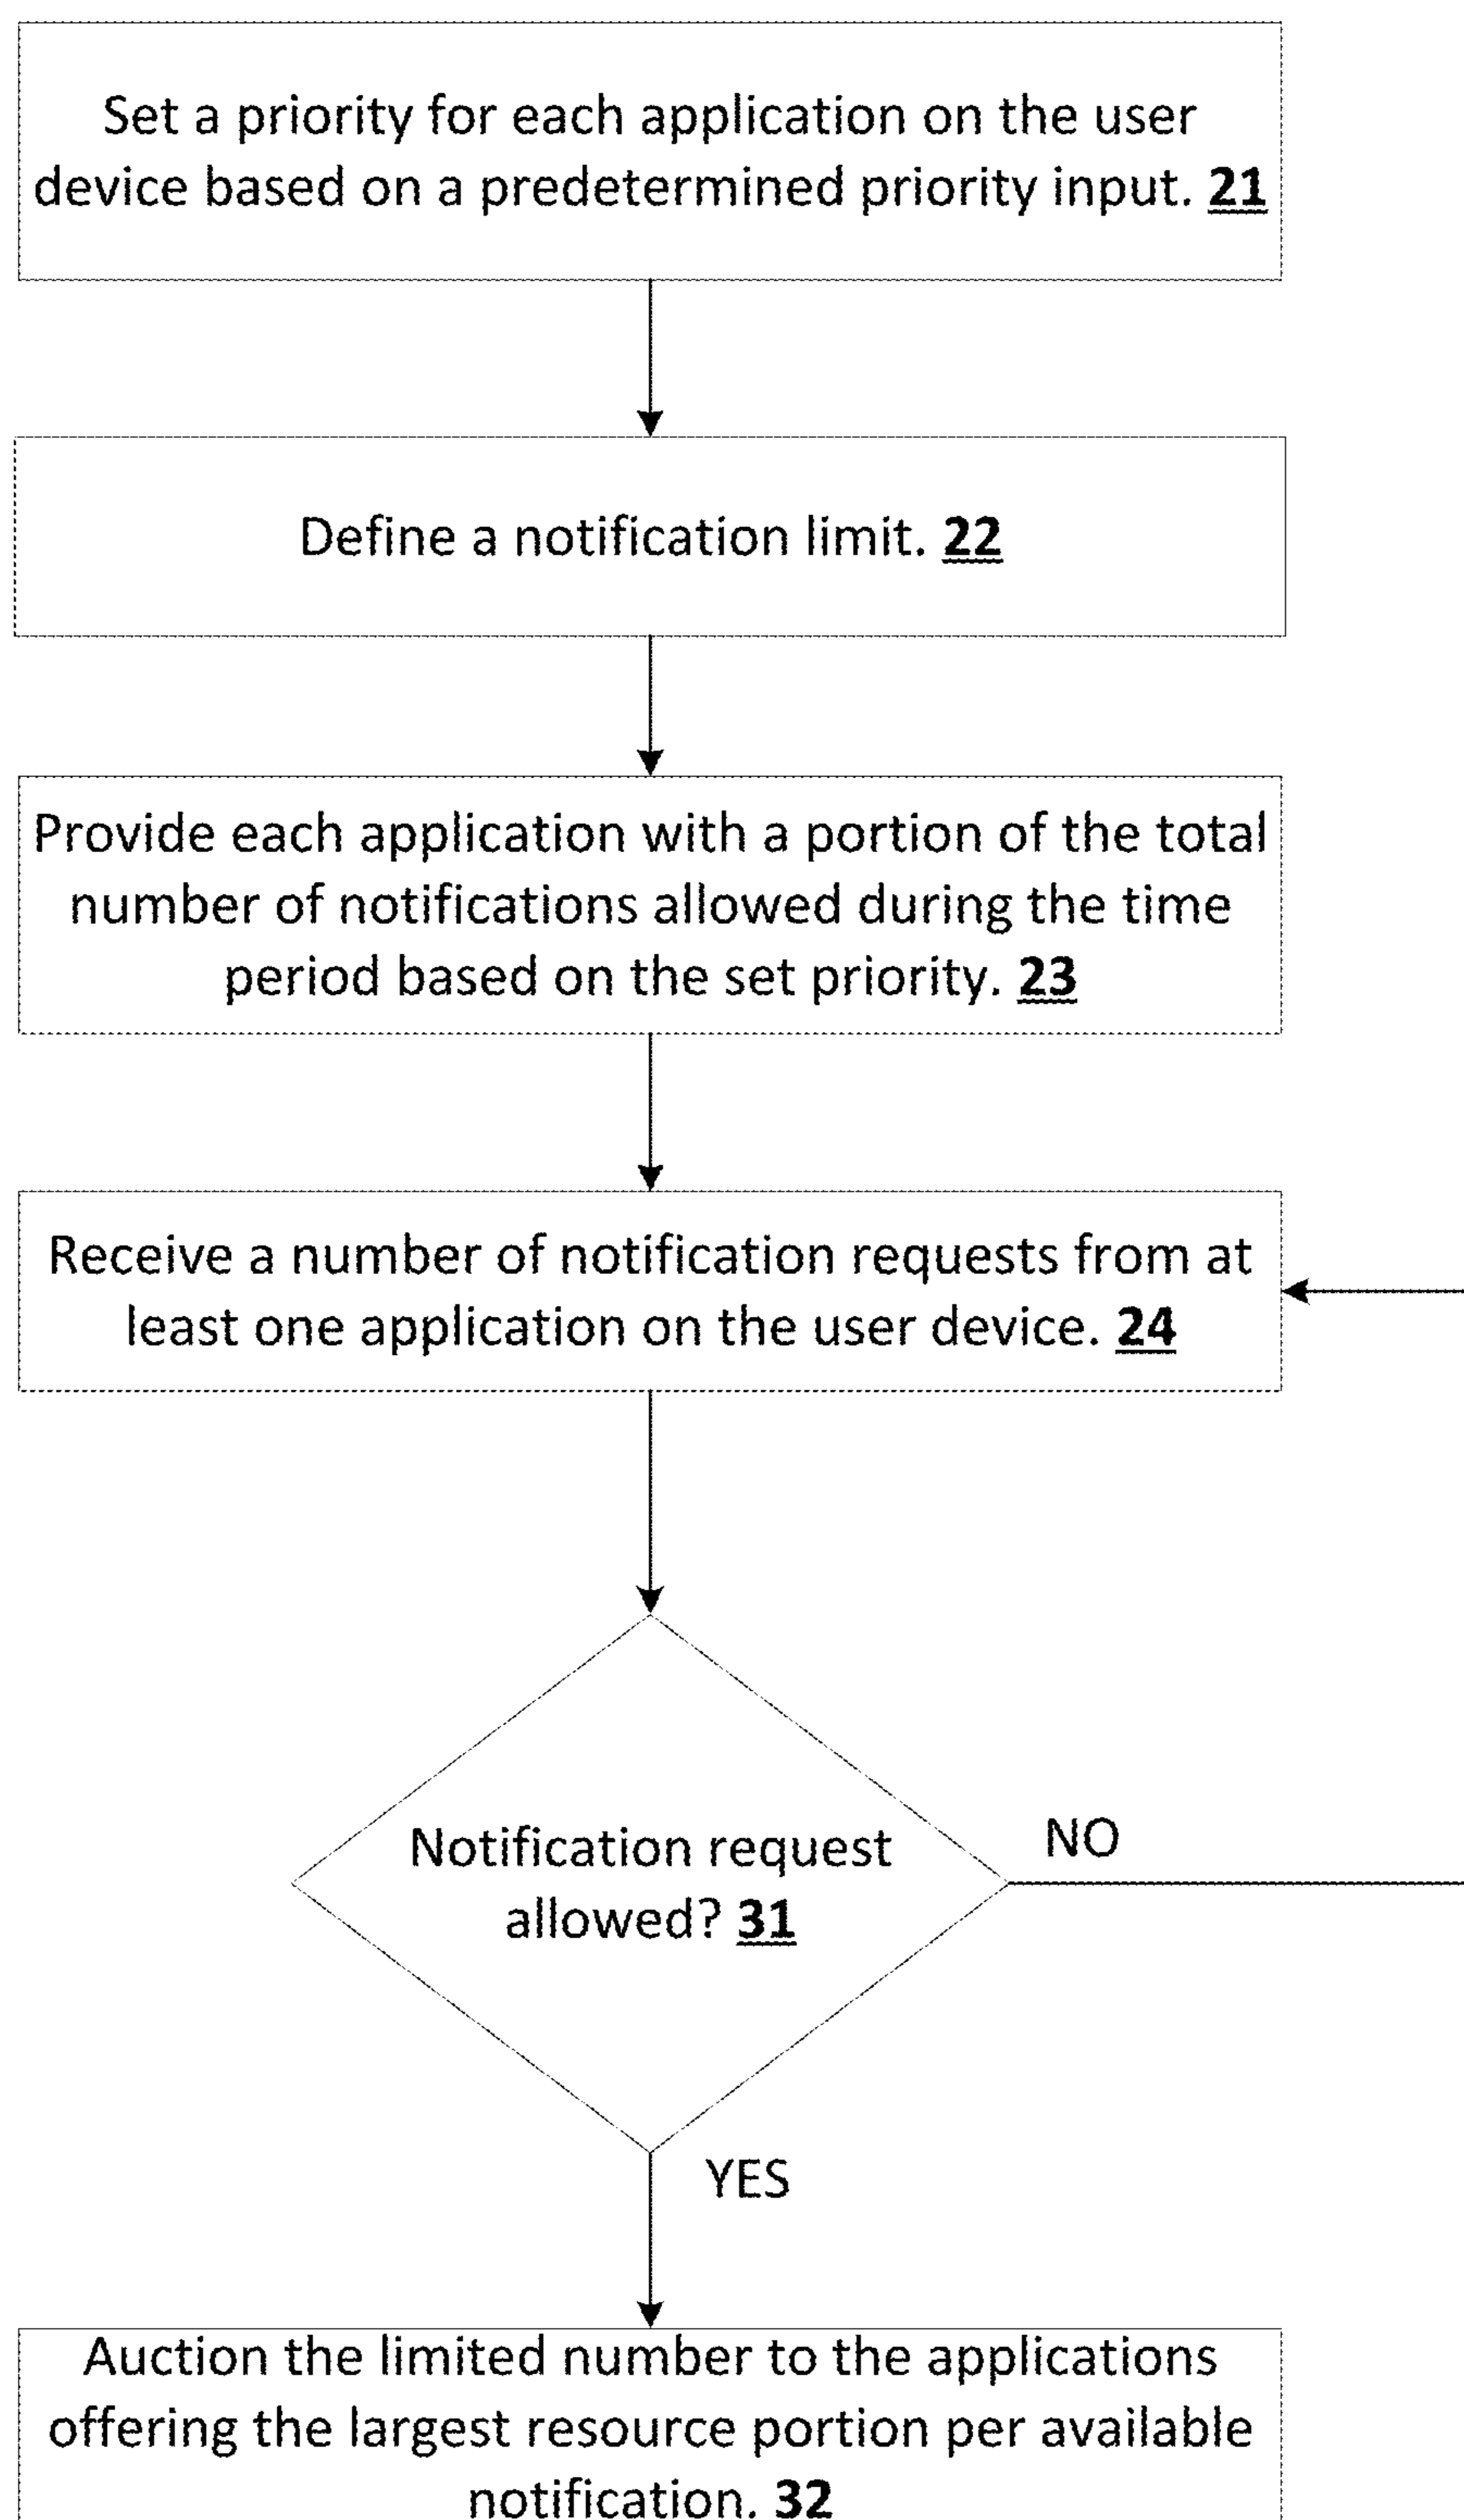 Set a priority for each application on the user
device based on a predetermined priority input. 21
Define a notification limit. 22
Provide each application with a portion of the total
number of notifications allowed during the time
period based on the set priority. 23
Receive a number of notification requests from at
least one application on the user device. 24
Notification request
allowed? 31
NO
YES
Auction the limited number to the applications
offering the largest resource portion per available
notification. 32